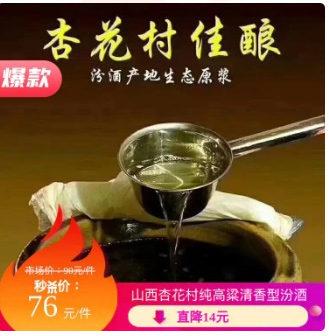 杏花村佳酿
汾酒产地生态原浆
爆款
市场价：90元/件
秒杀价：
76元/件
山西杏花村纯高粱清香型汾酒
直降14元